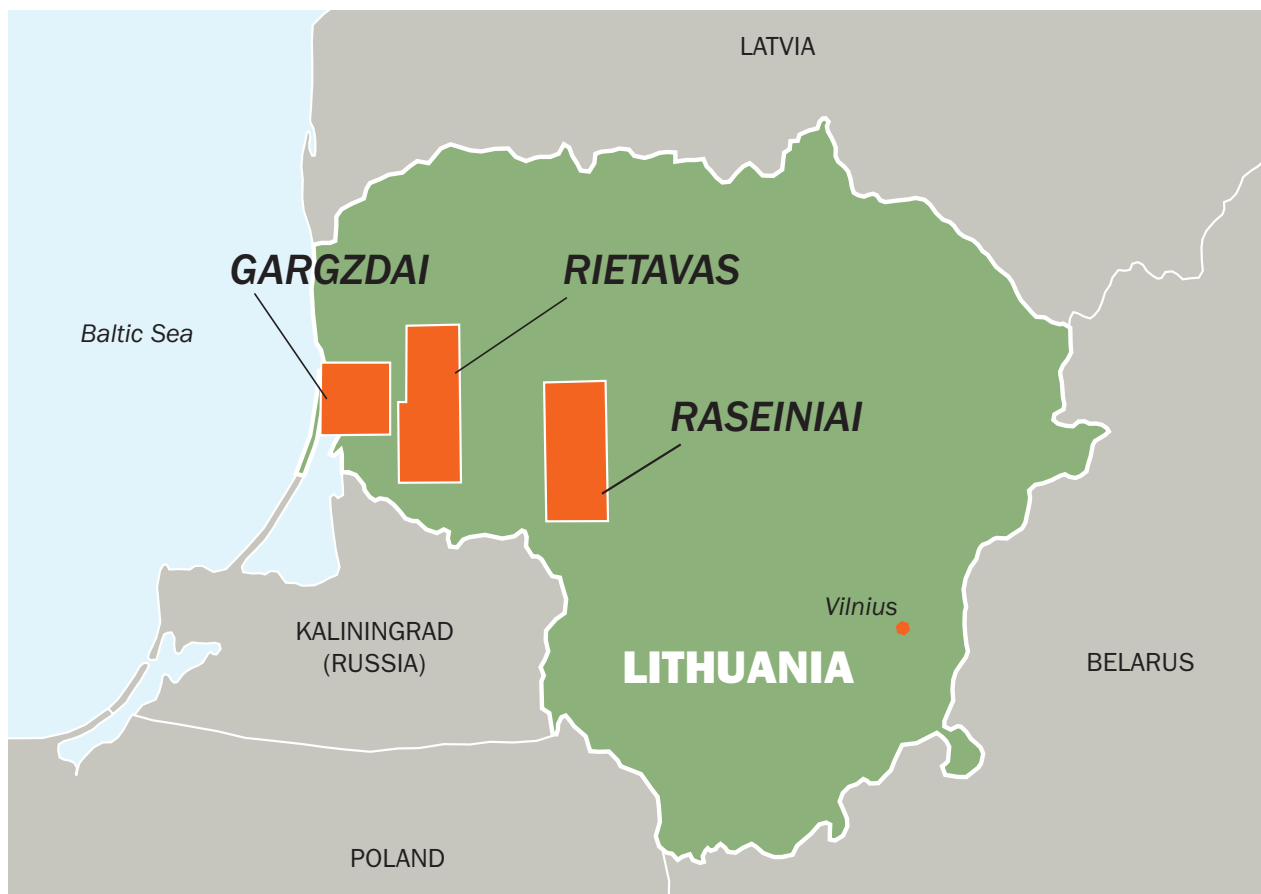 LATVIA
GARGZDAI
RIETAVAS
Baltic Sea
RASEINIAI
Vilnius
KALININGRAD
(RUSSIA)
LITHUANIA
BELARUS
POLAND